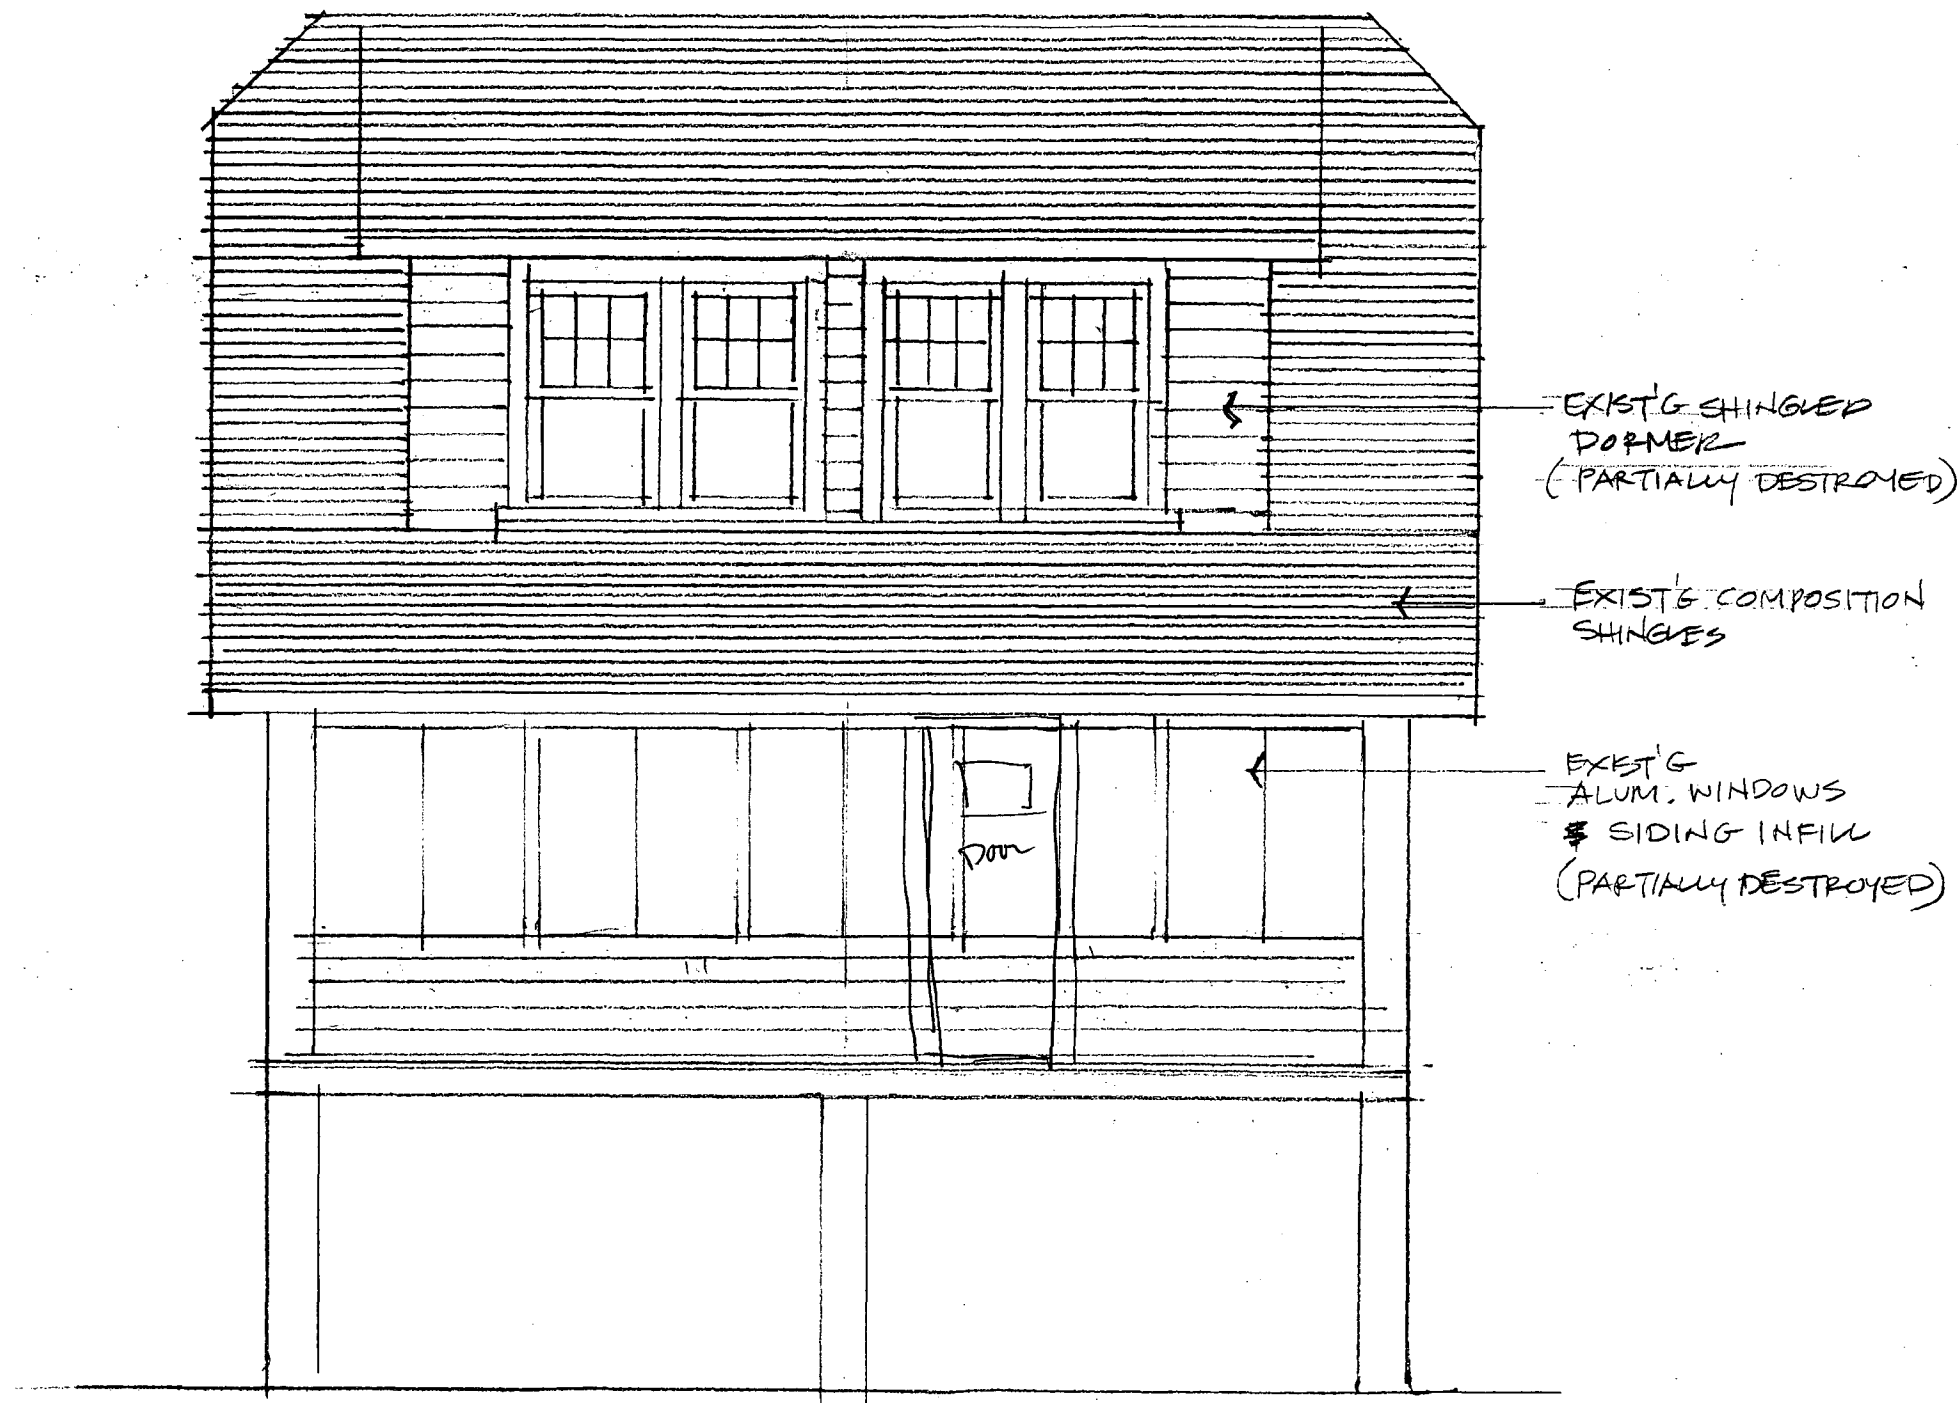 EXIST'G SHINGLED
DORMER
(PARTIALLY DESTROYED)
EXIST'G COMPOSITION
SHINGLES
EXIST'G
ALUM. WINDOWS
& SIDING INFILL
(PARTIALLY DESTROYED)
Door